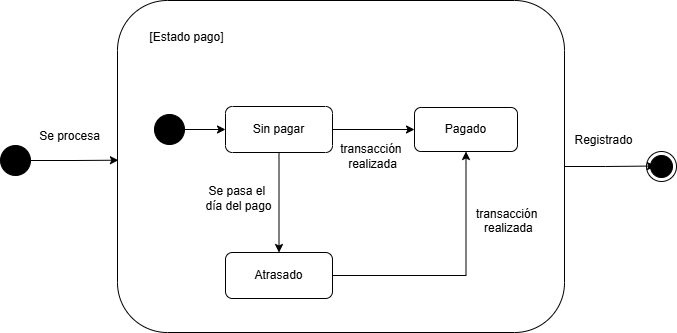 [Estado pago]
Se procesa
Sin pagar
Pagado
Registrado
transacción
realizada
Se pasa el
día del pago
transacción
realizada
Atrasado